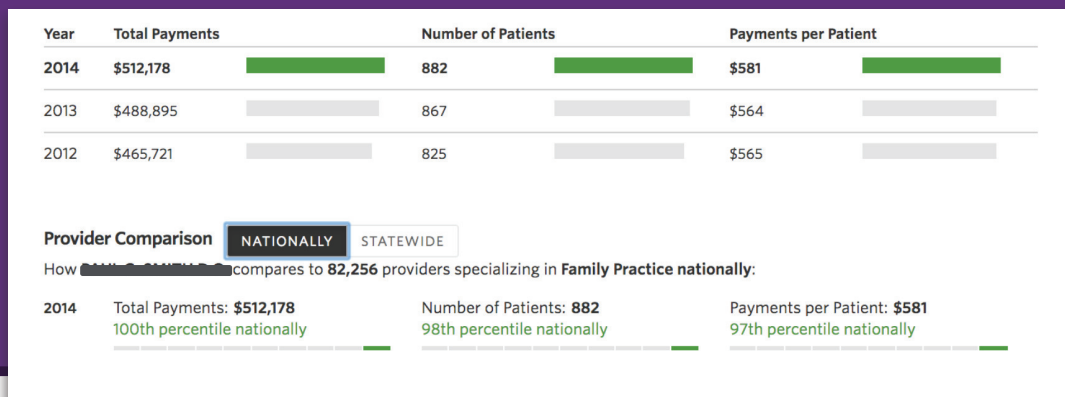 Year Total Payments Number of Patients Payments per Patient
2014 $512,178 882 $581
2013 $488,895 867 $564
2012 $465,721 825 $565
Provider Comparison NATIONALLY STATEWIDE
How compares to 82,256 providers specializing in Family Practice nationally:
2014 Total Payments: $512,178 Number of Patients: 882 Payments per Patient: $581
100th percentile nationally 98th percentile nationally 97th percentile nationally